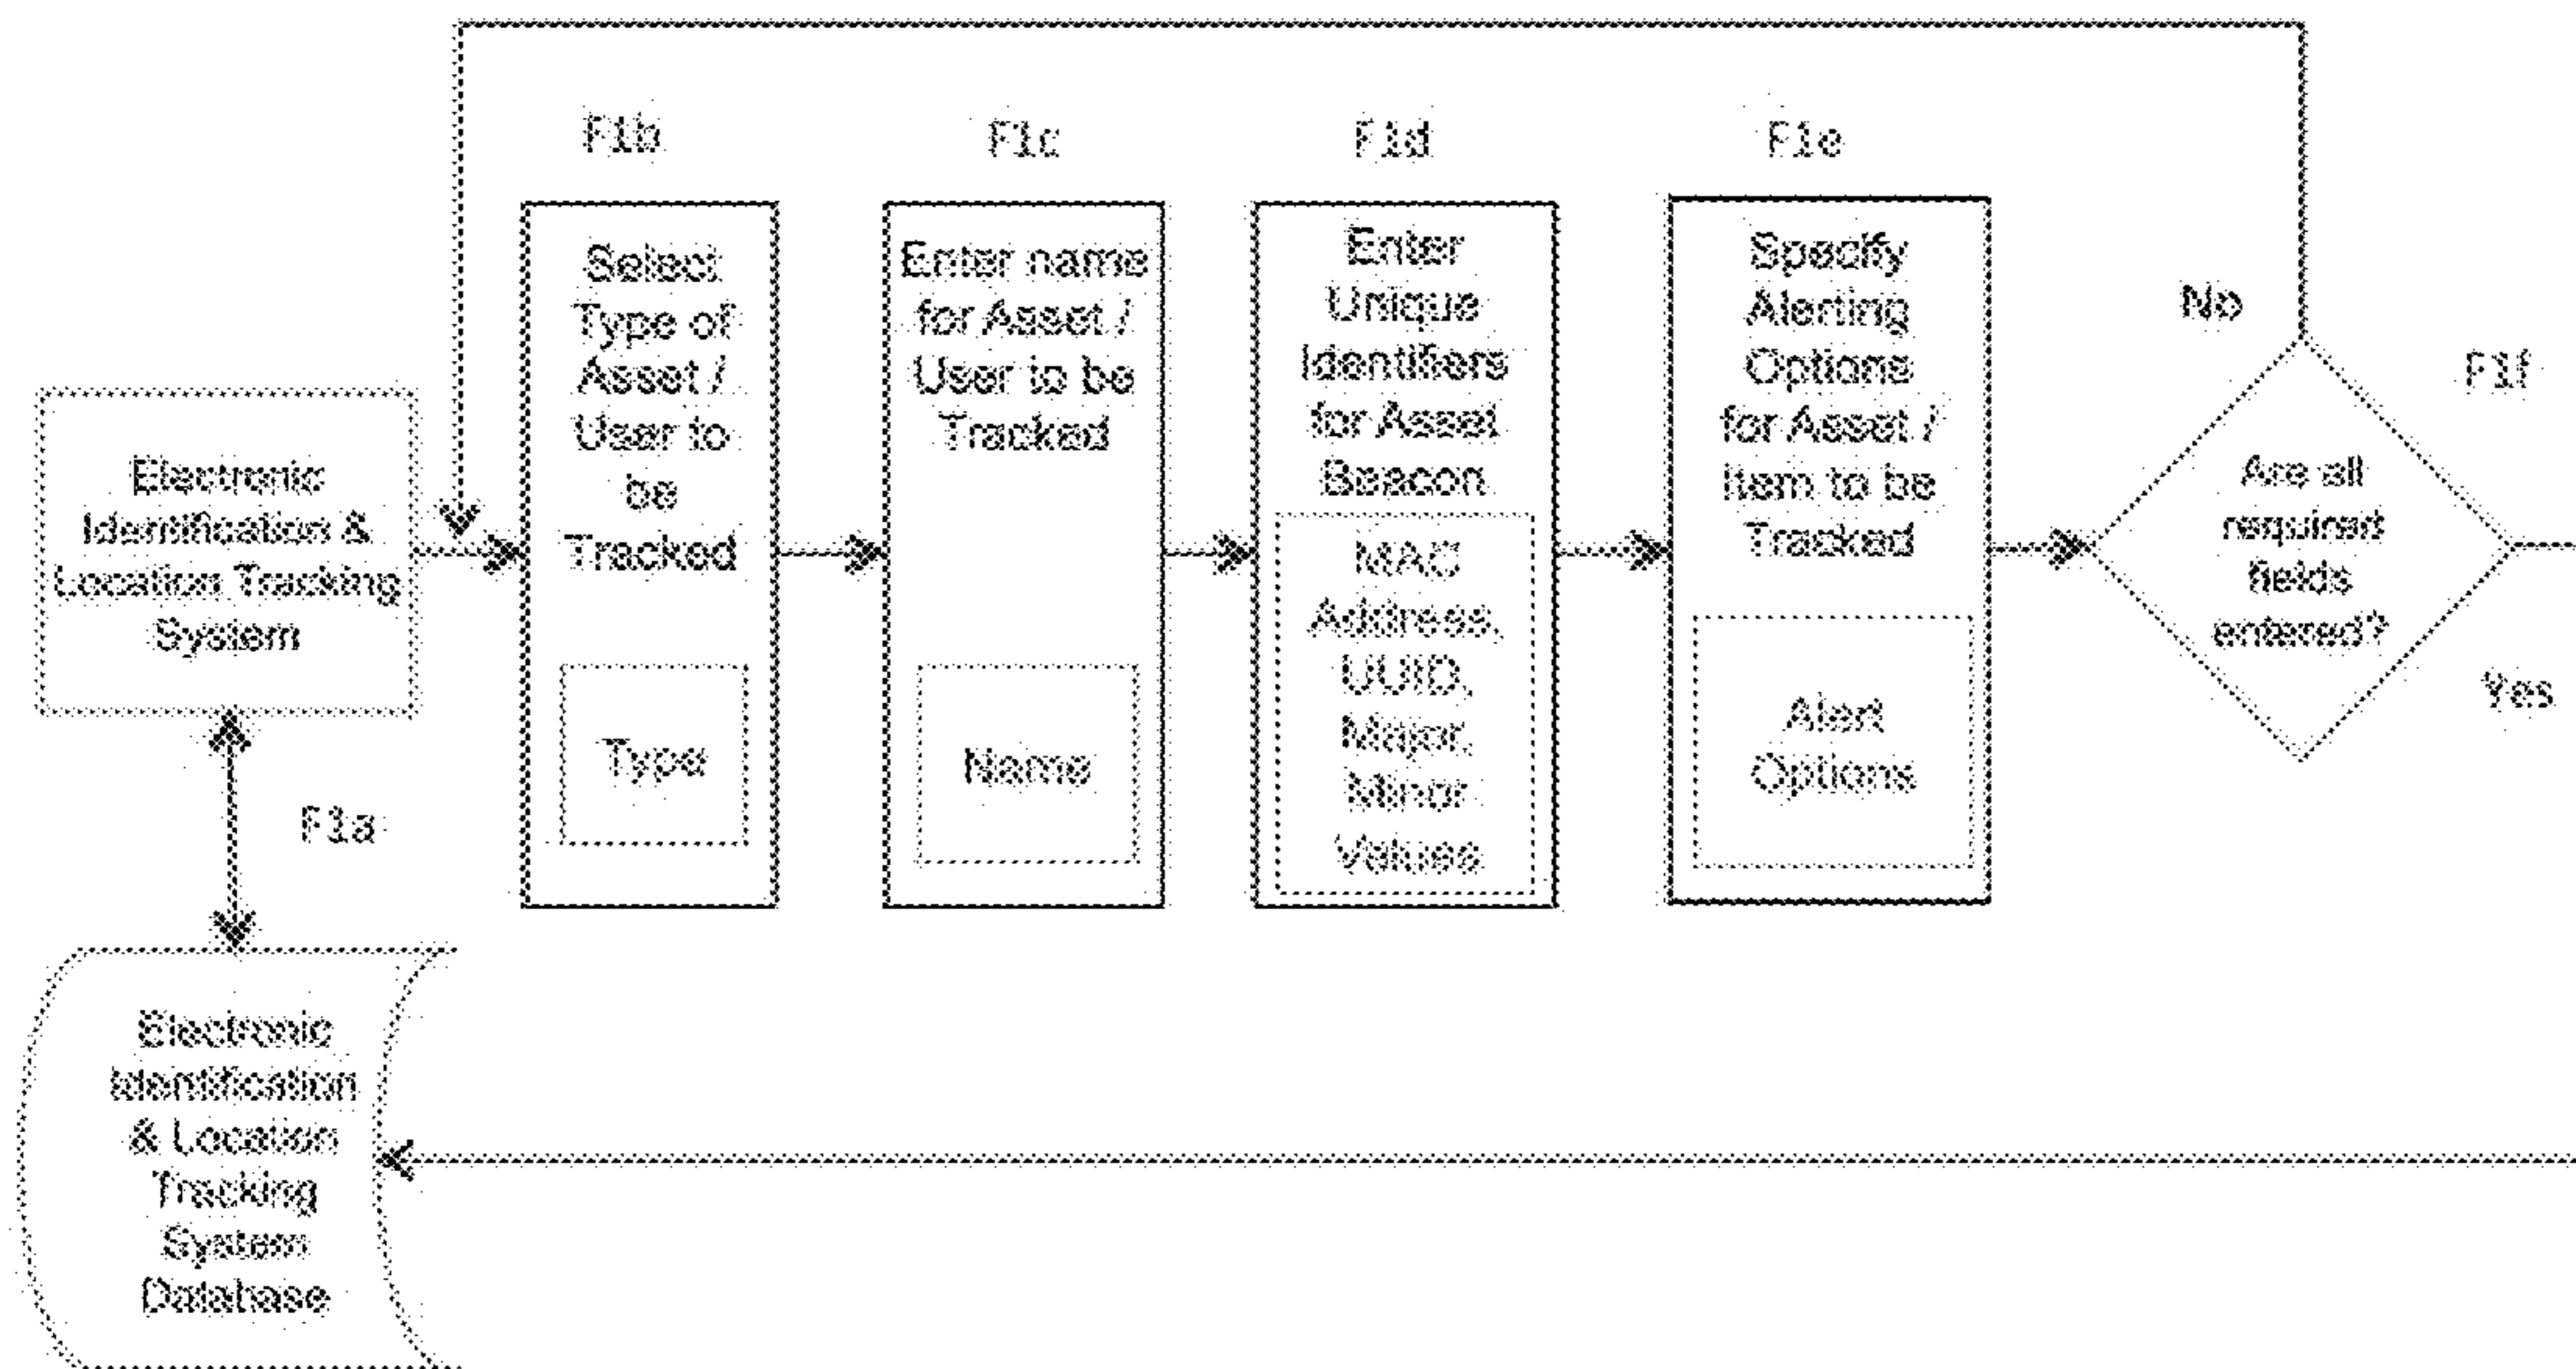 F1b
F1c
F1d
F1e
Select
Type of
Asset /
User to
be
Tracked
Type
Enter name
for Asset /
User to be
Tracked
Name
Enter
Unique
Identifiers
for Asset
Beacon
MAC
Address,
UUID,
Major,
Minor
Values
Specify
Alerting
Options
for Asset /
Item to be
Tracked
Alert
Options
No
F1f
Are all
required
fields
entered?
Yes
Electronic
Identification &
Location Tracking
System
F1a
Electronic
Identification
& Location
Tracking
System
Database